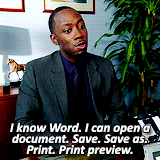 I know Word. I can open a
document. Save. Save as.
Print. Print preview.